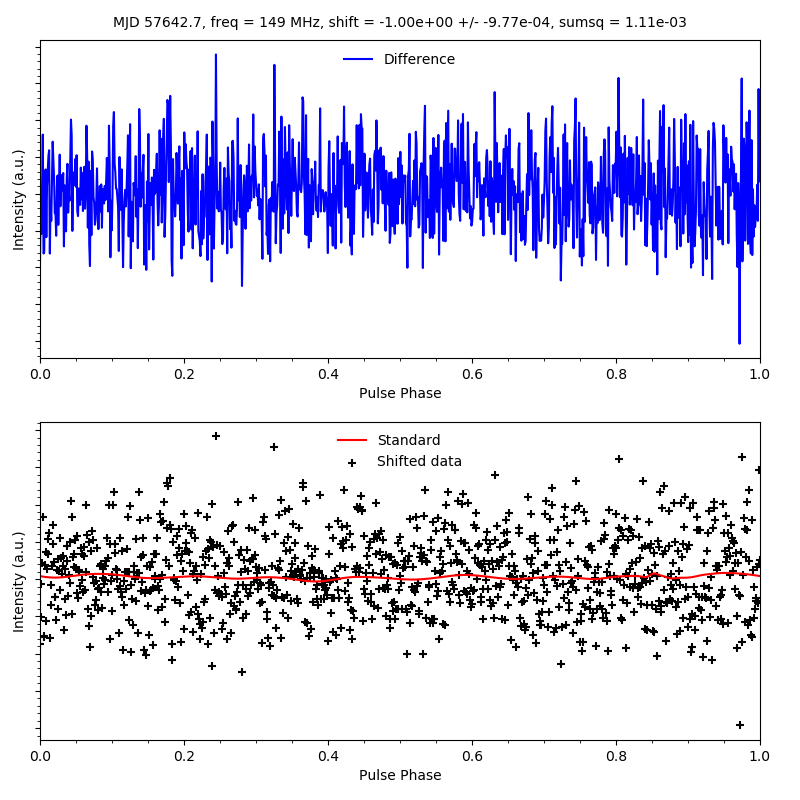 MJD 57642.7, freq = 149 MHz, shift = -1.00e+00 +/- -9.77e-04, sumsq = 1.11e-03
Difference
Intensity (a.u.)
0.0 0.2 0.4 0.6 0.8 1.0
Pulse Phase
Standard
Shifted data
Intensity (a.u.)
0.0 0.2 0.4 0.6 0.8 1.0
Pulse Phase